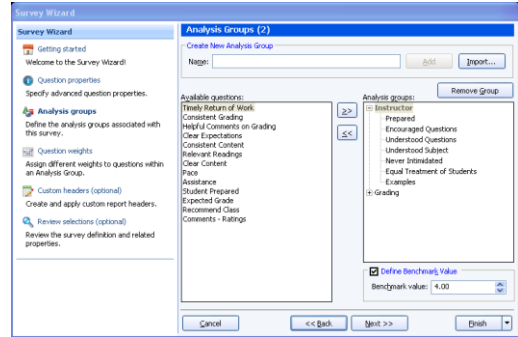 Survey Wizard
Survey Wizard
Getting started
Welcome to the Survey Wizard!
Question properties
Specify advanced question properties.
Analysis groups
Define the analysis groups associated with
this survey.
Question weights
Assign different weights to questions within
an Analysis Group.
Custom headers (optional)
Create and apply custom report headers.
Review selections (optional)
Review the survey definition and related
properties.
Analysis Groups (2)
Create New Analysis Group
Name:
Add
Import...
Remove Group
Available questions:
Timely Return of Work
Consistent Grading
Helpful Comments on Grading
Clear Expectations
Consistent Content
Relevant Readings
Clear Content
Pace
Assistance
Student Prepared
Expected Grade
Recommend Class
Comments - Ratings
>>
<<
Analysis groups:
Instructor
Prepared
Encouraged Questions
Understood Questions
Understood Subject
Never Intimidated
Equal Treatment of Students
Examples
Grading
Define Benchmark Value
Benchmark value: 4.00
Cancel
<< Back
Next >>
Finish